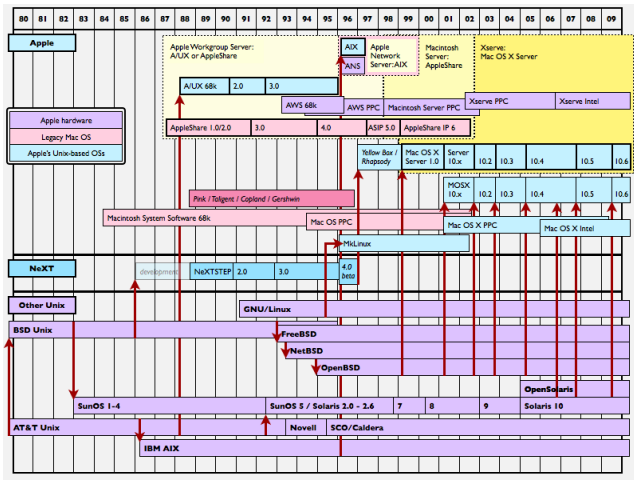 80 81 82 83 84 85 86 87 88 89 90 91 92 93 94 95 96 97 98 99 00 01 02 03 04 05 06 07 08 09
Apple
Apple Workgroup Server:
A/UX or AppleShare
AIX
ANS
Apple
Network
Server:AIX
Macintosh
Server:
AppleShare
Xserve:
Mac OS X Server
A/UX 68k 2.0 3.0
AWS 68k AWS PPC Macintosh Server PPC Xserve PPC Xserve Intel
Apple hardware
Legacy Mac OS
Apple's Unix-based OSs
AppleShare 1.0/2.0 3.0 4.0 ASIP 5.0 AppleShare IP 6
Yellow Box /
Rhapsody
Mac OS X
Server 1.0
Server
10.x
10.2 10.3 10.4 10.5 10.6
MOSX
10.x
10.2 10.3 10.4 10.5 10.6
Pink / Taligent / Copland / Gershwin
Macintosh System Software 68k
Mac OS PPC
Mac OS X PPC
Mac OS X Intel
MkLinux
NeXT
development NeXTSTEP 2.0 3.0
4.0
beta
Other Unix
GNU/Linux
BSD Unix
FreeBSD
NetBSD
OpenBSD
OpenSolaris
SunOS 1-4 SunOS 5 / Solaris 2.0 - 2.6 7 8 9 Solaris 10
AT&T Unix Novell SCO/Caldera
IBM AIX